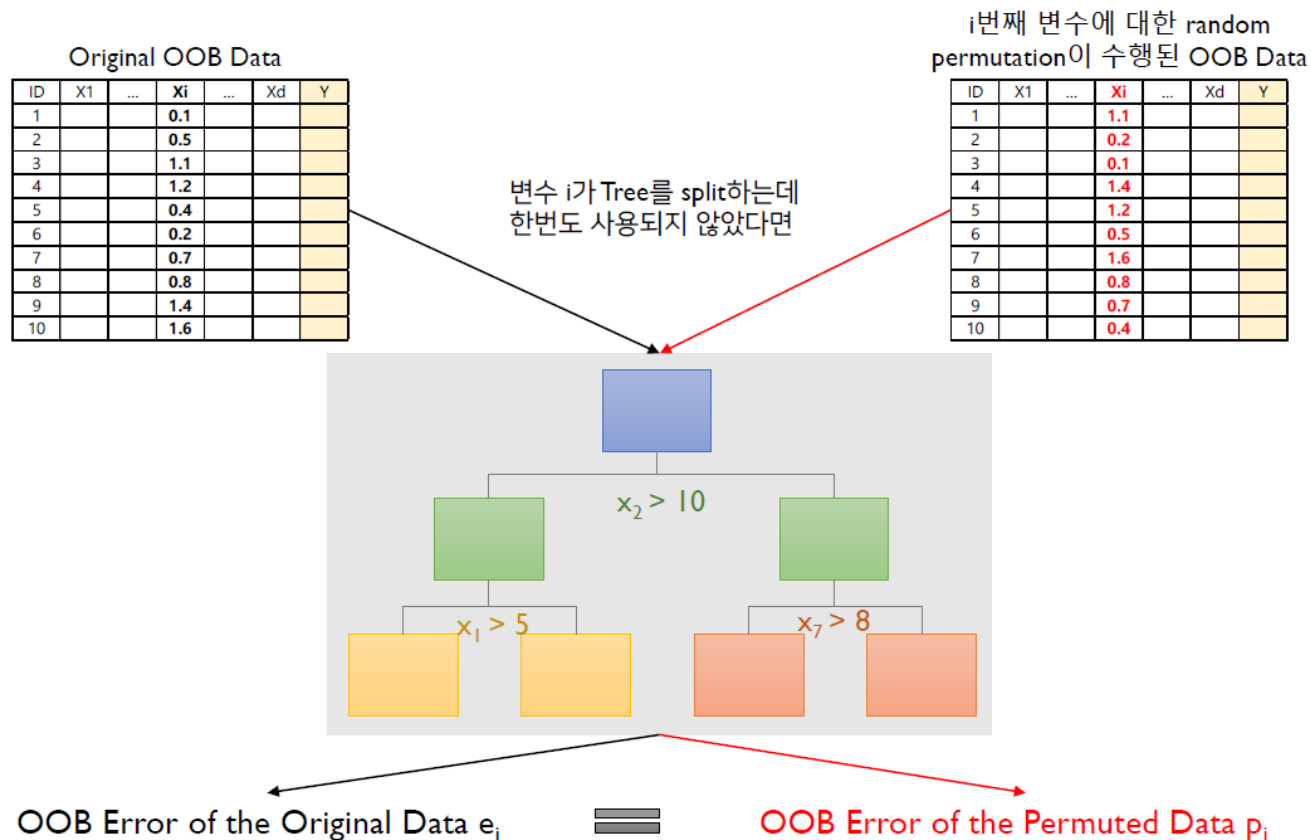 Original OOB Data
ID X1 ... Xi ... Xd Y
1 0.1
2 0.5
3 1.1
4 1.2
5 0.4
6 0.2
7 0.7
8 0.8
9 1.4
10 1.6
i번째 변수에 대한 random
permutation이 수행된 OOB Data
ID X1 ... Xi ... Xd Y
1 1.1
2 0.2
3 0.1
4 1.4
5 1.2
6 0.5
7 1.6
8 0.8
9 0.7
10 0.4
변수 i가 Tree를 split하는데
한번도 사용되지 않았다면
x₂ > 10
x₁ > 5
x₇ > 8
OOB Error of the Original Data eᵢ
OOB Error of the Permuted Data pᵢ